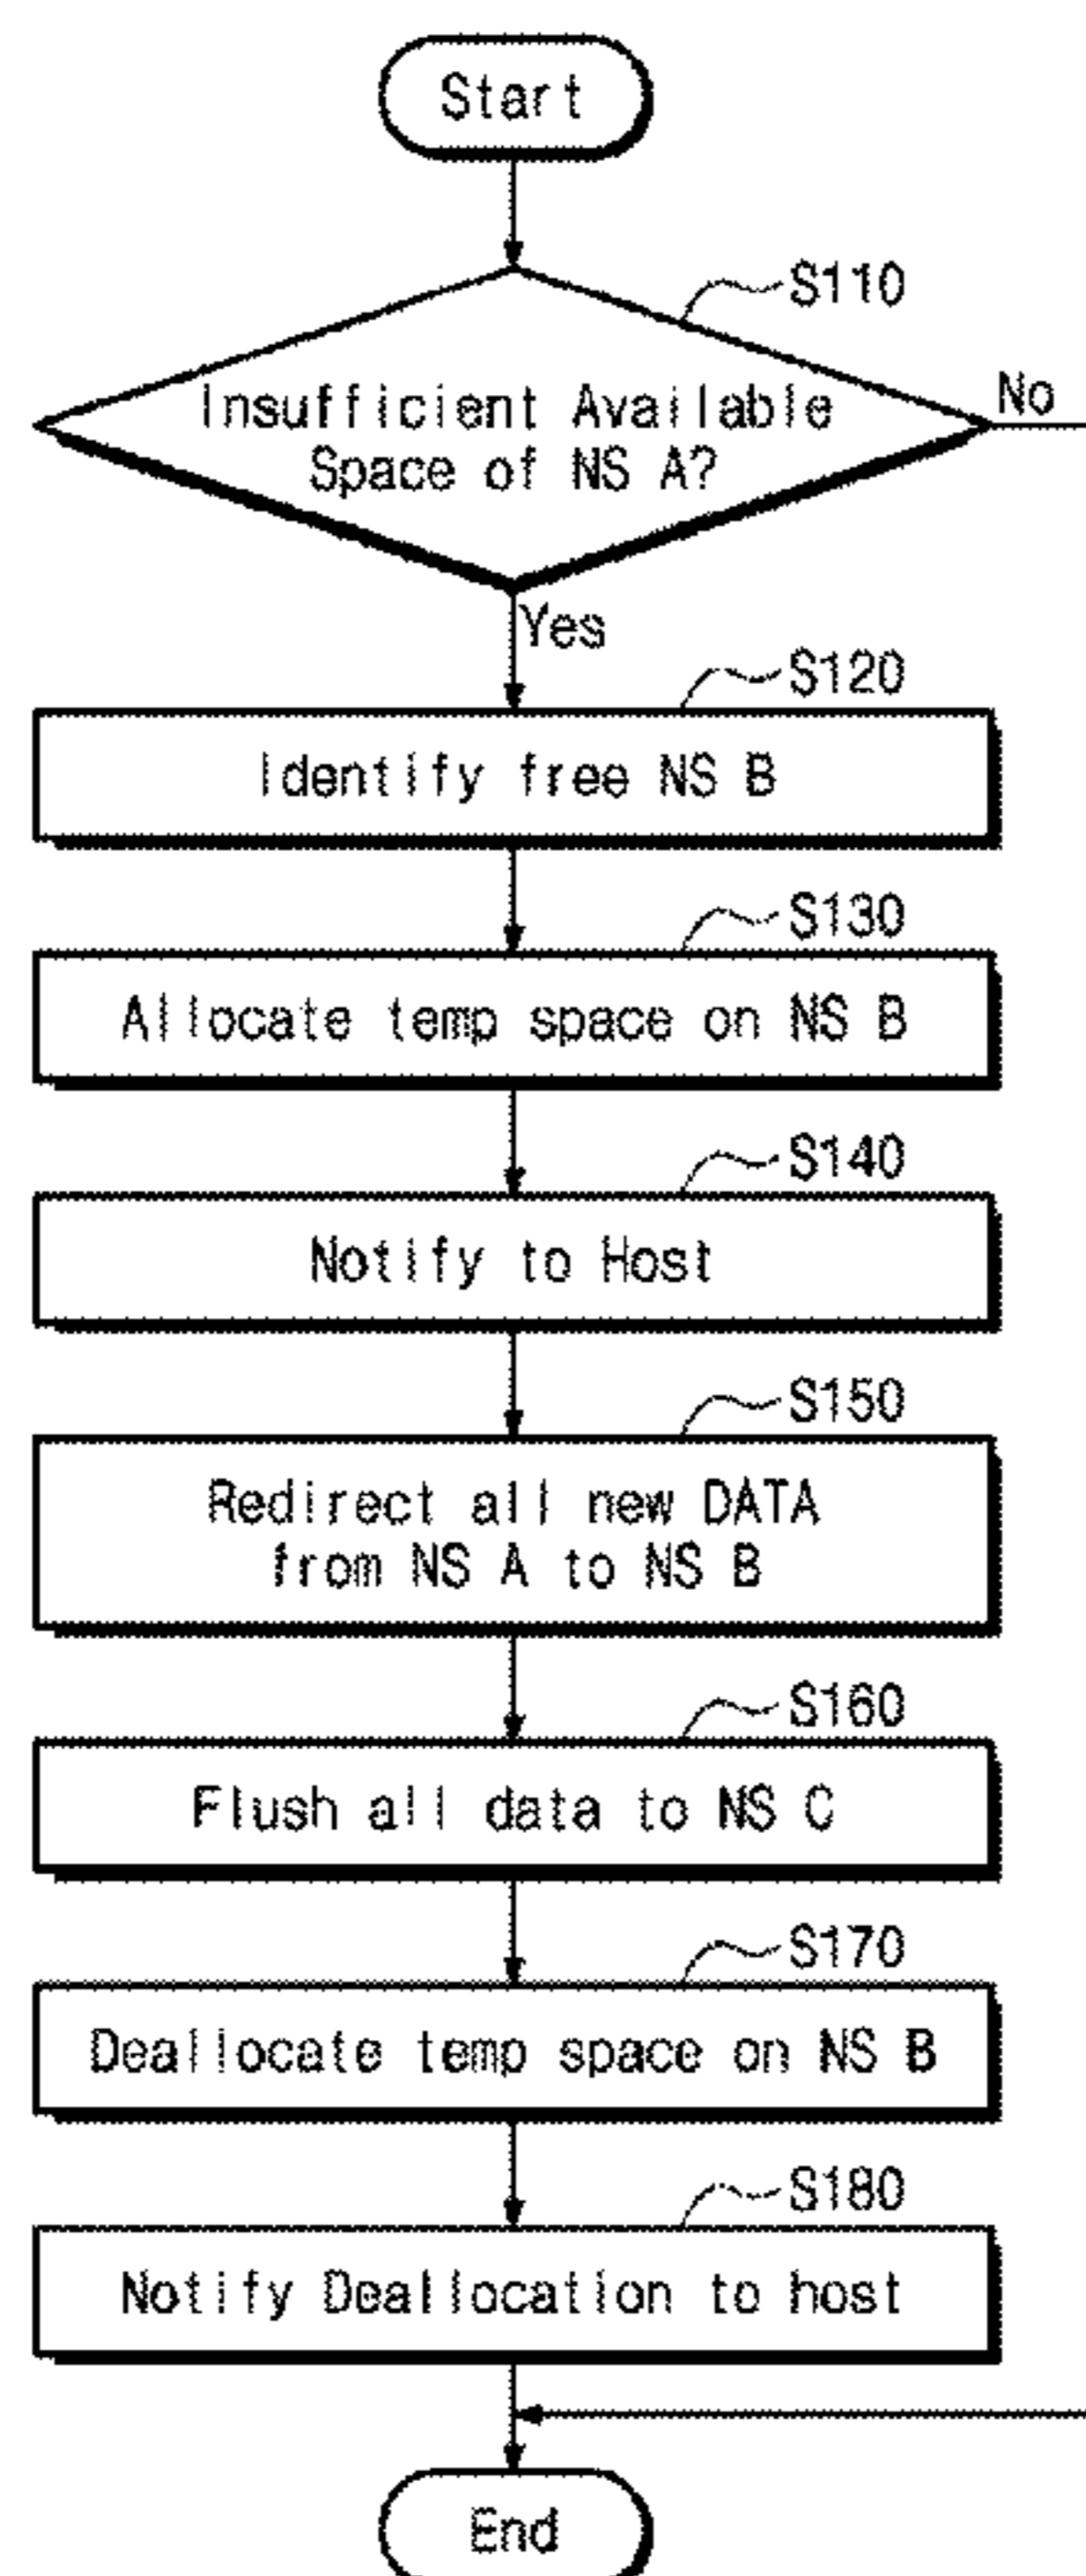 Start
S110
Insufficient Available
Space of NS A?
No
Yes
S120
Identify free NS B
S130
Allocate temp space on NS B
S140
Notify to Host
S150
Redirect all new DATA
from NS A to NS B
S160
Flush all data to NS C
S170
Deallocate temp space on NS B
S180
Notify Deallocation to host
End